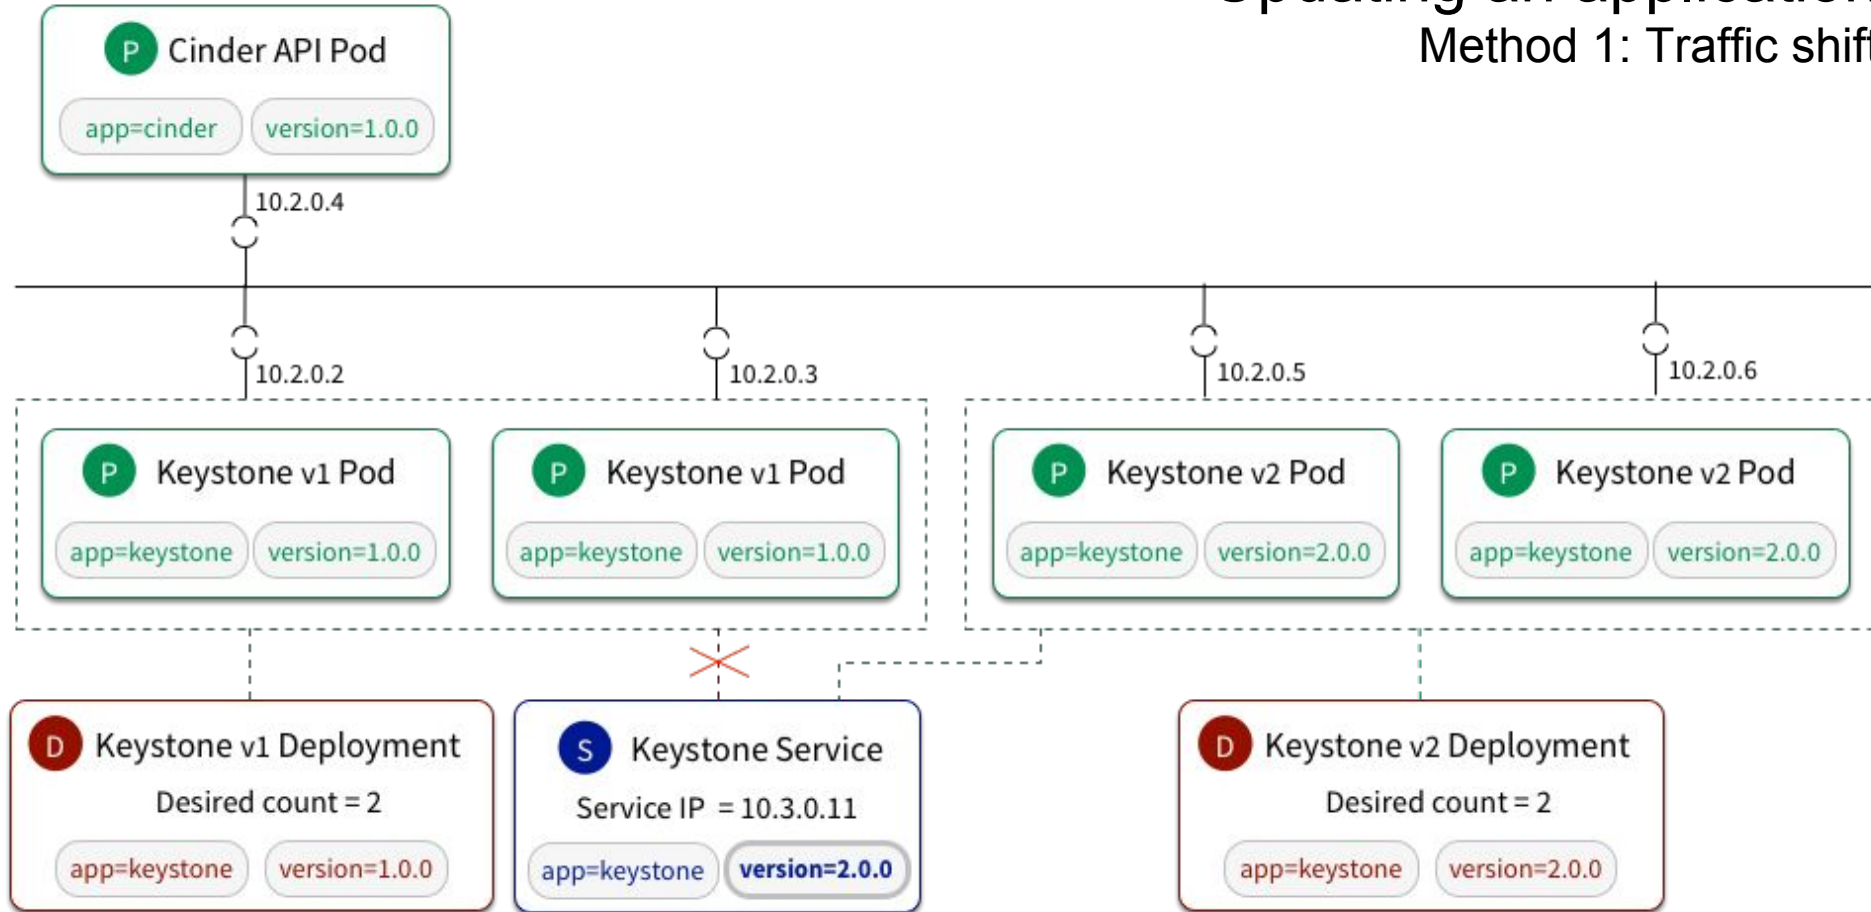 Updating an application
Method 1: Traffic shift
P Cinder API Pod
app=cinder version=1.0.0
10.2.0.4
10.2.0.2
10.2.0.3
10.2.0.5
10.2.0.6
P Keystone v1 Pod
app=keystone version=1.0.0
P Keystone v1 Pod
app=keystone version=1.0.0
P Keystone v2 Pod
app=keystone version=2.0.0
P Keystone v2 Pod
app=keystone version=2.0.0
D Keystone v1 Deployment
Desired count = 2
app=keystone version=1.0.0
S Keystone Service
Service IP = 10.3.0.11
app=keystone version=2.0.0
D Keystone v2 Deployment
Desired count = 2
app=keystone version=2.0.0